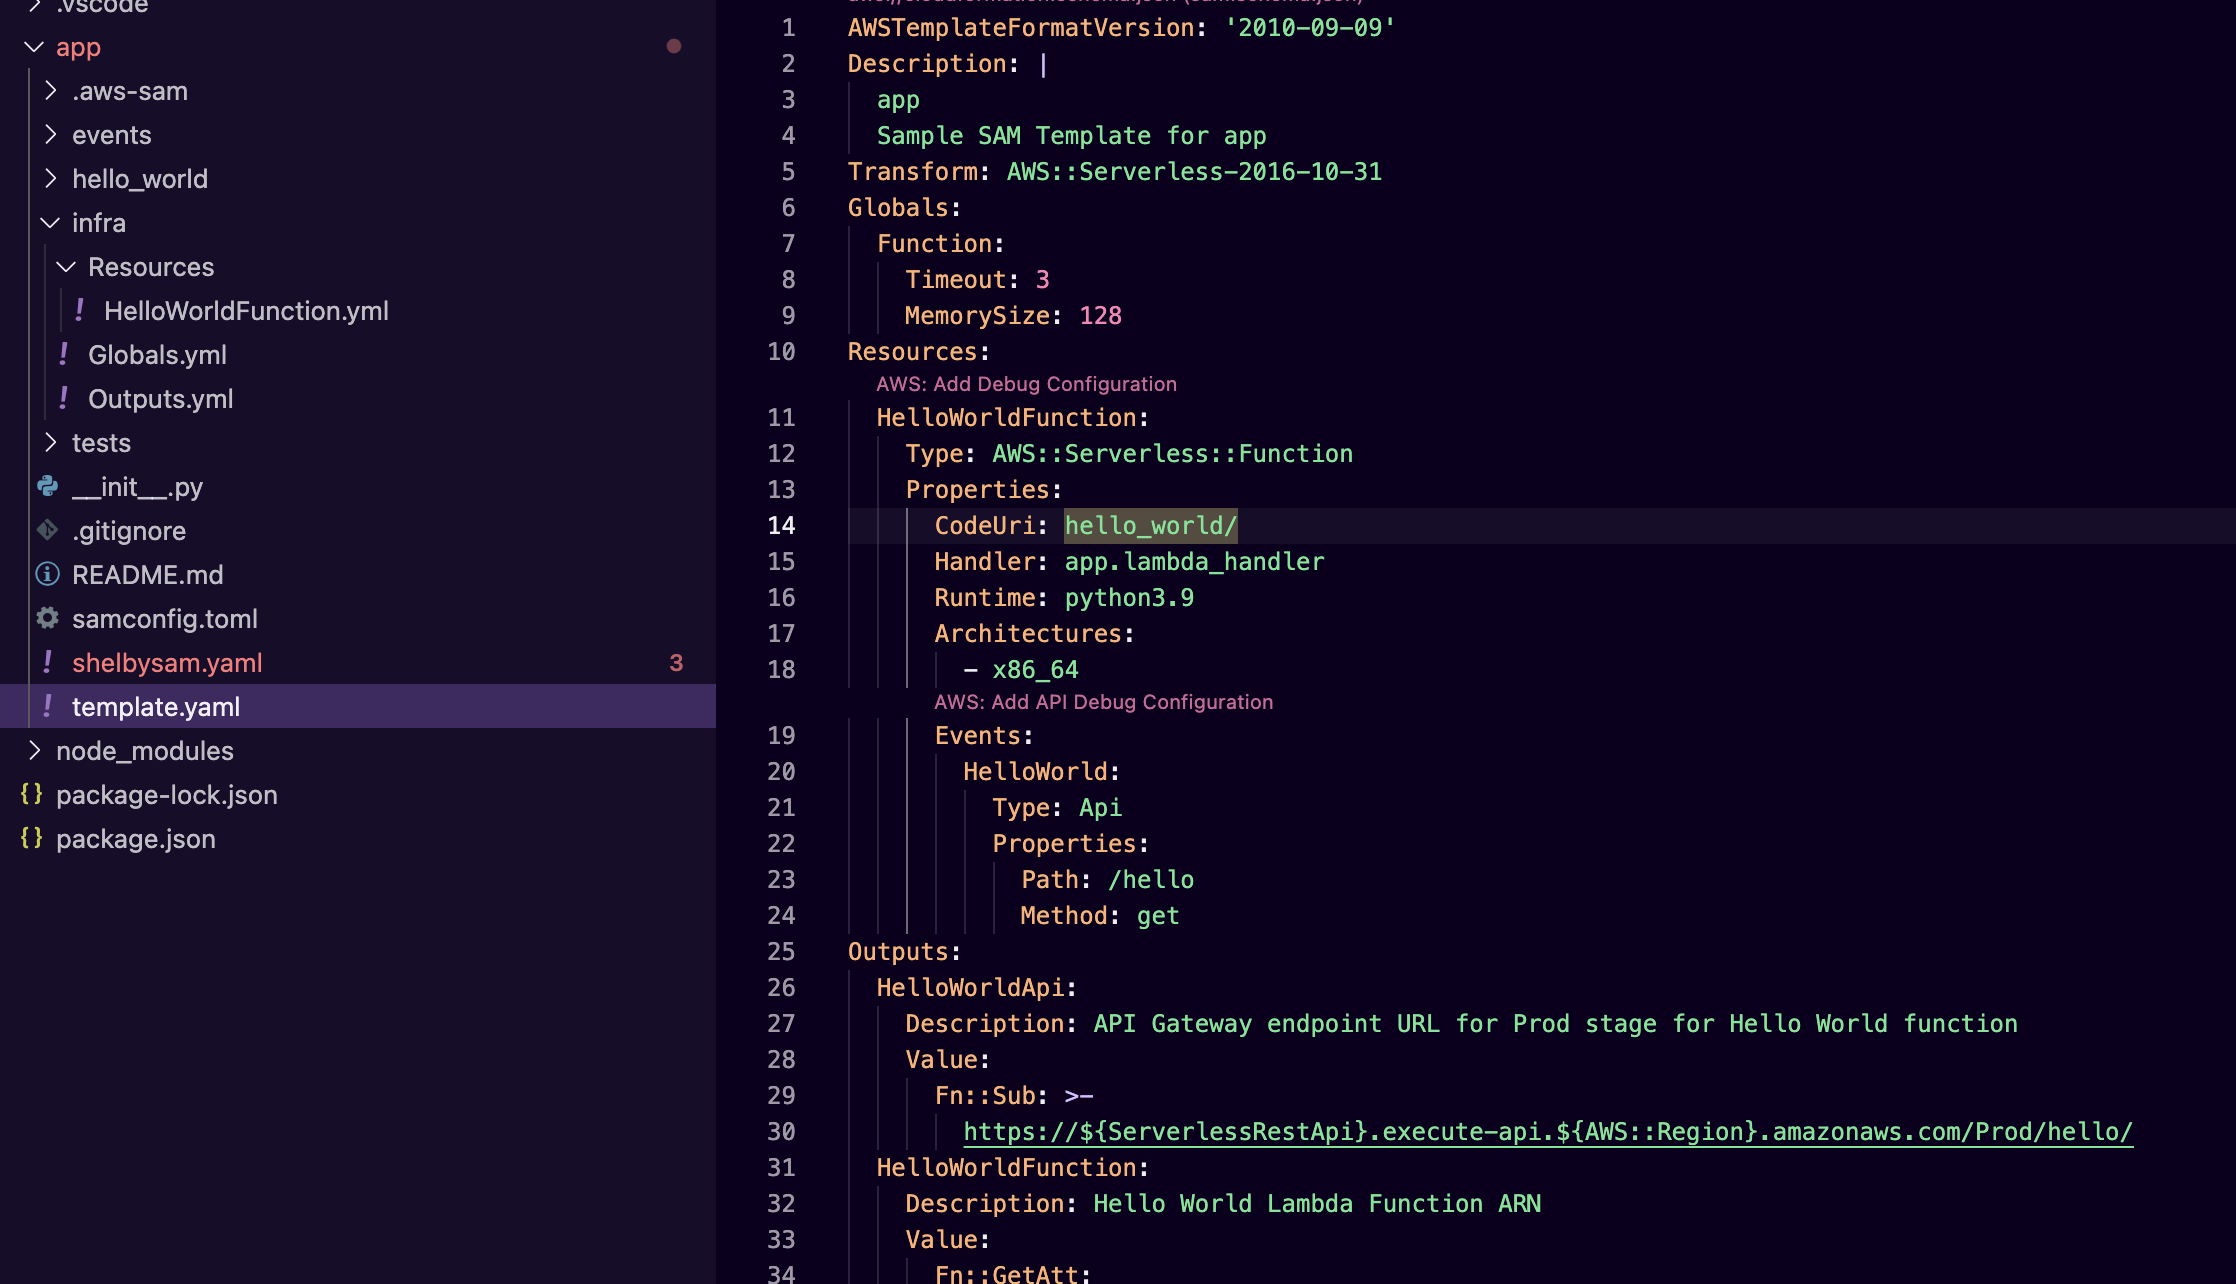 .vscode
app
.aws-sam
events
hello_world
infra
Resources
! HelloWorldFunction.yml
! Globals.yml
! Outputs.yml
tests
__init__.py
.gitignore
README.md
samconfig.toml
! shelbysam.yaml 3
! template.yaml
node_modules
{} package-lock.json
{} package.json
1 AWSTemplateFormatVersion: '2010-09-09'
2 Description: |
3 app
4 Sample SAM Template for app
5 Transform: AWS::Serverless-2016-10-31
6 Globals:
7 Function:
8 Timeout: 3
9 MemorySize: 128
10 Resources:
AWS: Add Debug Configuration
11 HelloWorldFunction:
12 Type: AWS::Serverless::Function
13 Properties:
14 CodeUri: hello_world/
15 Handler: app.lambda_handler
16 Runtime: python3.9
17 Architectures:
18 - x86_64
AWS: Add API Debug Configuration
19 Events:
20 HelloWorld:
21 Type: Api
22 Properties:
23 Path: /hello
24 Method: get
25 Outputs:
26 HelloWorldApi:
27 Description: API Gateway endpoint URL for Prod stage for Hello World function
28 Value:
29 Fn::Sub: >-
30 https://${ServerlessRestApi}.execute-api.${AWS::Region}.amazonaws.com/Prod/hello/
31 HelloWorldFunction:
32 Description: Hello World Lambda Function ARN
33 Value:
34 Fn::GetAtt: